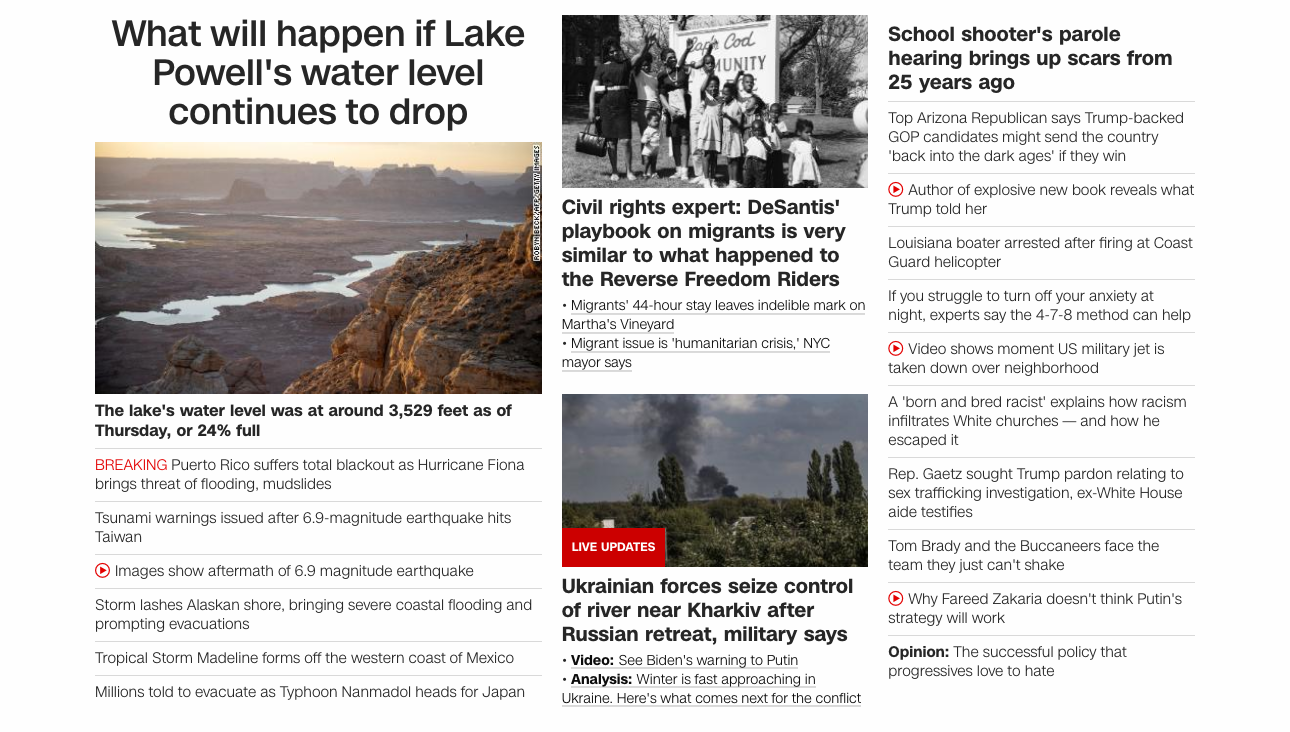 What will happen if Lake
Powell's water level
continues to drop
ROBYN BECK/AFP/GETTY IMAGES
The lake's water level was at around 3,529 feet as of
Thursday, or 24% full
BREAKING Puerto Rico suffers total blackout as Hurricane Fiona
brings threat of flooding, mudslides
Tsunami warnings issued after 6.9-magnitude earthquake hits
Taiwan
Images show aftermath of 6.9 magnitude earthquake
Storm lashes Alaskan shore, bringing severe coastal flooding and
prompting evacuations
Tropical Storm Madeline forms off the western coast of Mexico
Millions told to evacuate as Typhoon Nanmadol heads for Japan
Cape Cod
MUNITY
Civil rights expert: DeSantis'
playbook on migrants is very
similar to what happened to
the Reverse Freedom Riders
• Migrants' 44-hour stay leaves indelible mark on
Martha's Vineyard
• Migrant issue is 'humanitarian crisis,' NYC
mayor says
LIVE UPDATES
Ukrainian forces seize control
of river near Kharkiv after
Russian retreat, military says
• Video: See Biden's warning to Putin
• Analysis: Winter is fast approaching in
Ukraine. Here's what comes next for the conflict
School shooter's parole
hearing brings up scars from
25 years ago
Top Arizona Republican says Trump-backed
GOP candidates might send the country
'back into the dark ages' if they win
Author of explosive new book reveals what
Trump told her
Louisiana boater arrested after firing at Coast
Guard helicopter
If you struggle to turn off your anxiety at
night, experts say the 4-7-8 method can help
Video shows moment US military jet is
taken down over neighborhood
A 'born and bred racist' explains how racism
infiltrates White churches — and how he
escaped it
Rep. Gaetz sought Trump pardon relating to
sex trafficking investigation, ex-White House
aide testifies
Tom Brady and the Buccaneers face the
team they just can't shake
Why Fareed Zakaria doesn't think Putin's
strategy will work
Opinion: The successful policy that
progressives love to hate